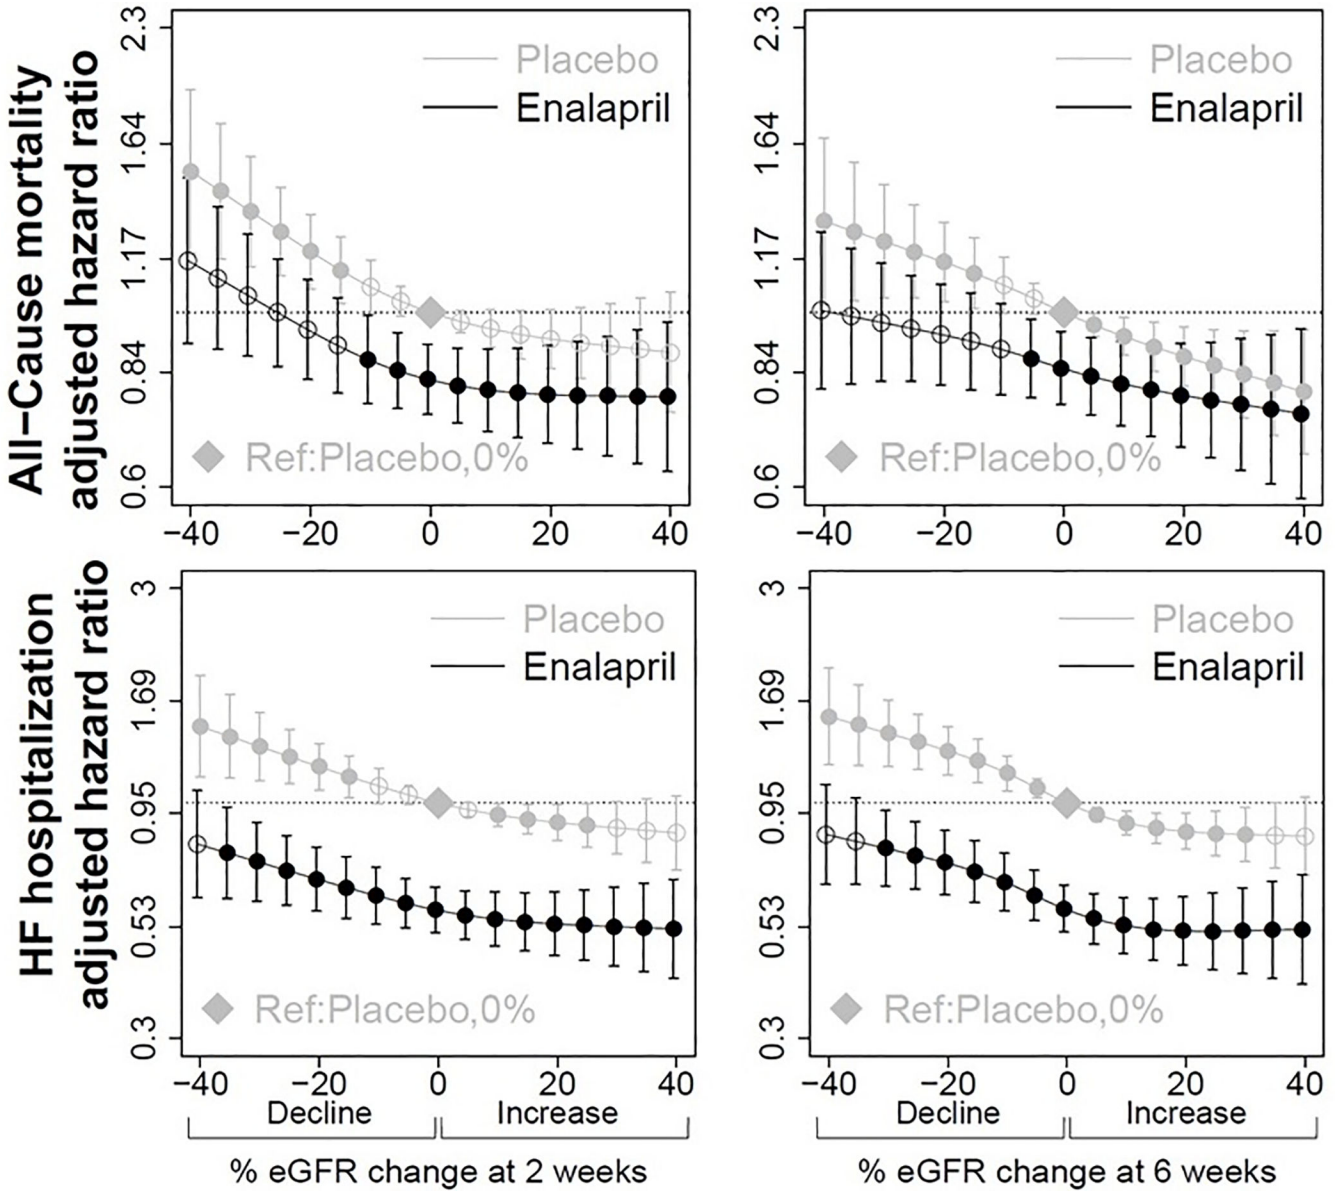 All–Cause mortality
adjusted hazard ratio
2.3
1.64
1.17
0.84
0.6
Placebo
Enalapril
Ref:Placebo,0%
−40 −20 0 20 40
2.3
1.64
1.17
0.84
0.6
Placebo
Enalapril
Ref:Placebo,0%
−40 −20 0 20 40
HF hospitalization
adjusted hazard ratio
3
1.69
0.95
0.53
0.3
Placebo
Enalapril
Ref:Placebo,0%
−40 −20 0 20 40
Decline Increase
% eGFR change at 2 weeks
3
1.69
0.95
0.53
0.3
Placebo
Enalapril
Ref:Placebo,0%
−40 −20 0 20 40
Decline Increase
% eGFR change at 6 weeks